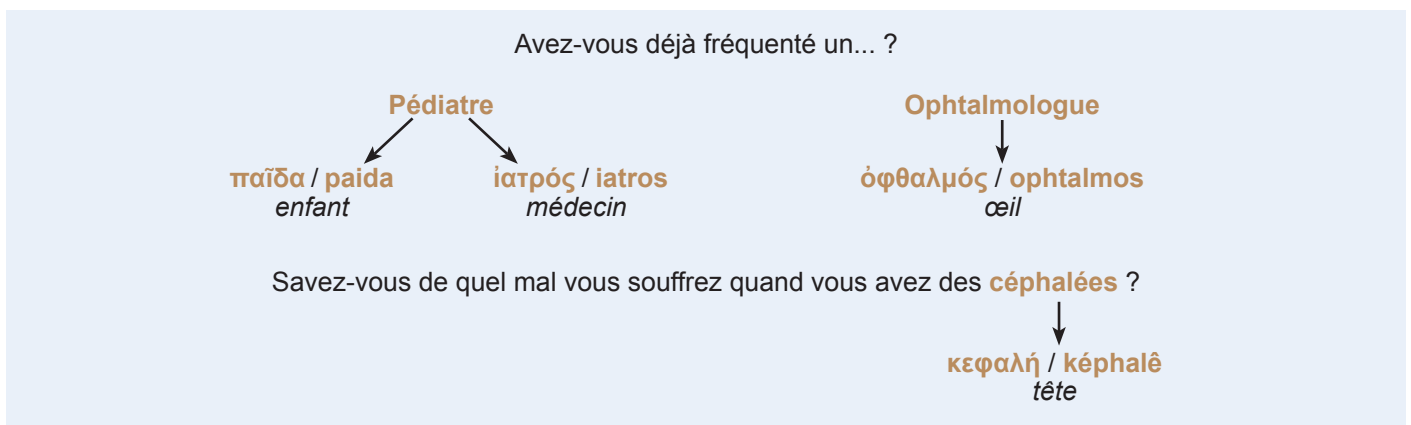 Avez-vous déjà fréquenté un... ?
Pédiatre
Ophtalmologue
παῖδα / paida
ἰατρός / iatros
ὀφθαλμός / ophtalmos
enfant
médecin
œil
Savez-vous de quel mal vous souffrez quand vous avez des céphalées ?
κεφαλή / képhalê
tête